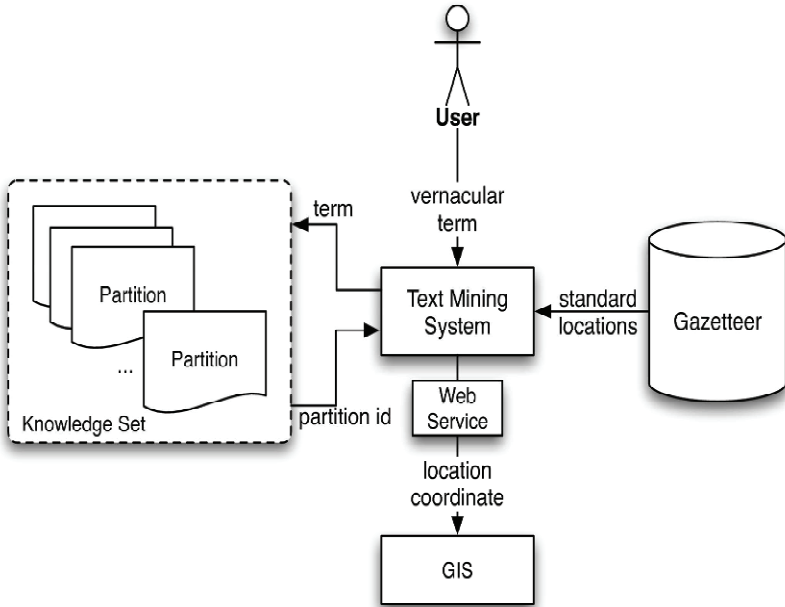 User
vernacular
term
term
Partition
Partition
...
Knowledge Set
partition id
Text Mining
System
standard
locations
Gazetteer
Web
Service
location
coordinate
GIS